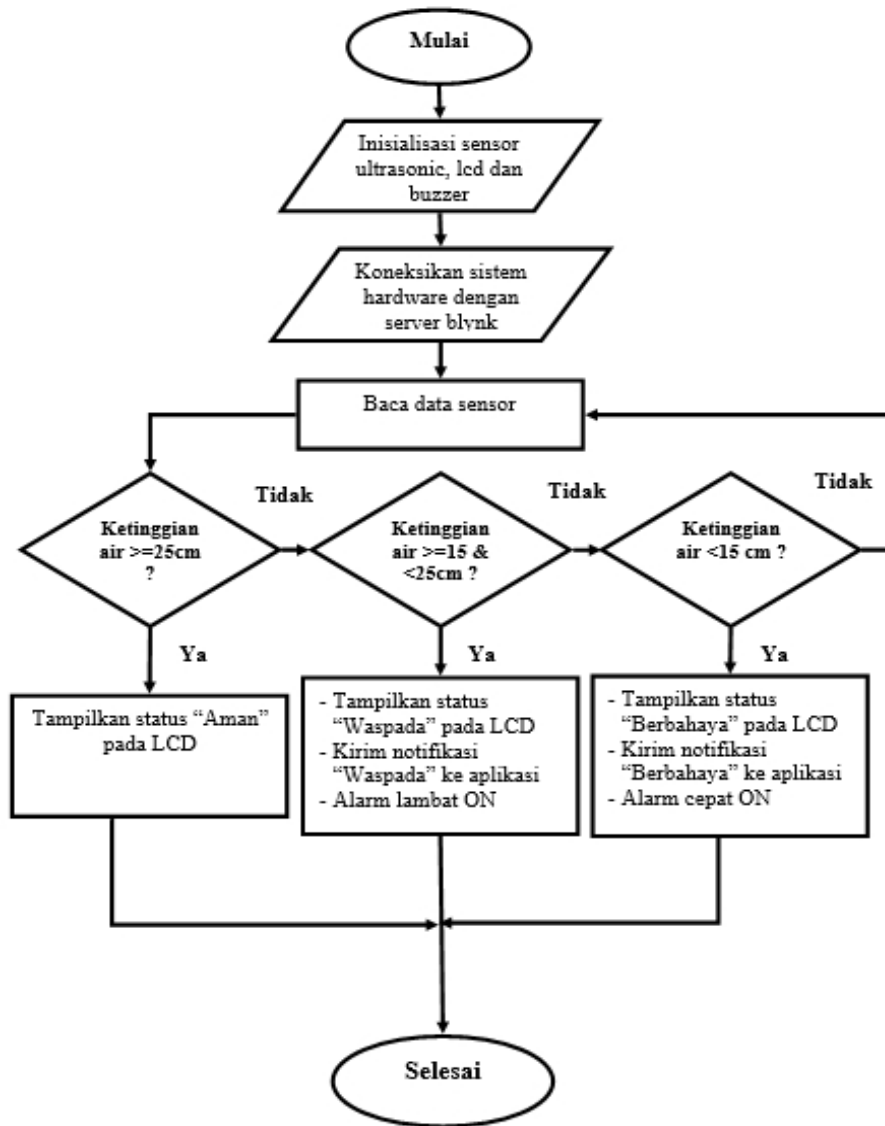 Mulai
Inisialisasi sensor
ultrasonic, lcd dan
buzzer
Koneksikan sistem
hardware dengan
server blynk
Baca data sensor
Tidak
Tidak
Tidak
Ketinggian
air >=25cm
?
Ketinggian
air >=15 &
<25cm ?
Ketinggian
air <15 cm ?
Ya
Ya
Ya
Tampilkan status “Aman”
pada LCD
- Tampilkan status
“Waspada” pada LCD
- Kirim notifikasi
“Waspada” ke aplikasi
- Alarm lambat ON
- Tampilkan status
“Berbahaya” pada LCD
- Kirim notifikasi
“Berbahaya” ke aplikasi
- Alarm cepat ON
Selesai